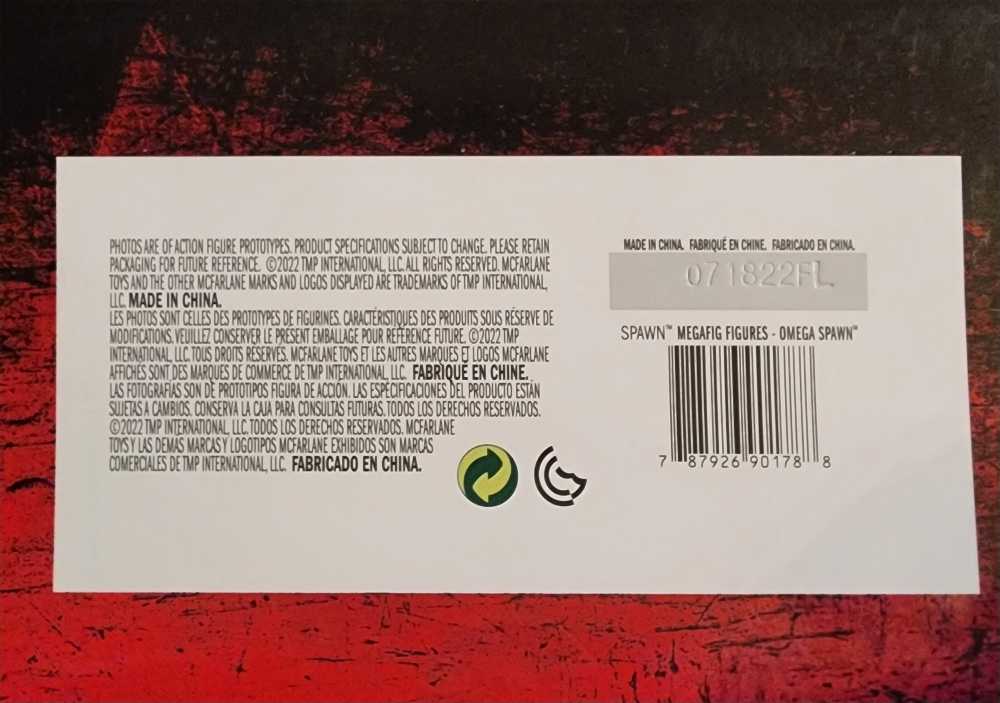 PHOTOS ARE OF ACTION FIGURE PROTOTYPES. PRODUCT SPECIFICATIONS SUBJECT TO CHANGE. PLEASE RETAIN
PACKAGING FOR FUTURE REFERENCE. ©2022 TMP INTERNATIONAL, LLC. ALL RIGHTS RESERVED. MCFARLANE
TOYS AND THE OTHER MCFARLANE MARKS AND LOGOS DISPLAYED ARE TRADEMARKS OF TMP INTERNATIONAL,
LLC. MADE IN CHINA.
LES PHOTOS SONT CELLES DES PROTOTYPES DE FIGURINES. CARACTÉRISTIQUES DES PRODUITS SOUS RÉSERVE DE
MODIFICATIONS. VEUILLEZ CONSERVER LE PRÉSENT EMBALLAGE POUR RÉFÉRENCE FUTURE. ©2022 TMP
INTERNATIONAL, LLC. TOUS DROITS RÉSERVÉS. MCFARLANE TOYS ET LES AUTRES MARQUES ET LOGOS MCFARLANE
AFFICHÉS SONT DES MARQUES DE COMMERCE DE TMP INTERNATIONAL, LLC. FABRIQUÉ EN CHINE.
LAS FOTOGRAFÍAS SON DE PROTOTIPOS FIGURA DE ACCIÓN. LAS ESPECIFICACIONES DEL PRODUCTO ESTÁN
SUJETAS A CAMBIOS. CONSERVA LA CAJA PARA CONSULTAS FUTURAS. TODOS LOS DERECHOS RESERVADOS.
©2022 TMP INTERNATIONAL, LLC. TODOS LOS DERECHOS RESERVADOS. MCFARLANE
TOYS Y LAS DEMAS MARCAS Y LOGOTIPOS MCFARLANE EXHIBIDOS SON MARCAS
COMERCIALES DE TMP INTERNATIONAL, LLC. FABRICADO EN CHINA.
MADE IN CHINA. FABRIQUÉ EN CHINE. FABRICADO EN CHINA.
071822FL
SPAWN™ MEGAFIG FIGURES - OMEGA SPAWN™
7 87926 90178 8